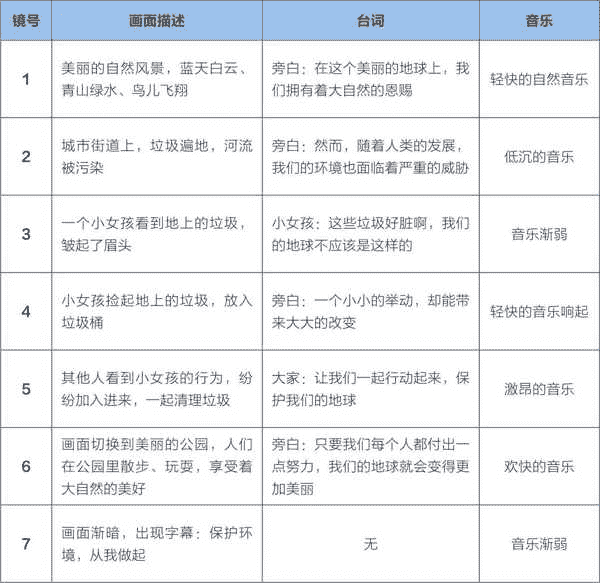 镜号 画面描述 台词 音乐
1
美丽的自然风景，蓝天白云、
青山绿水、鸟儿飞翔
旁白：在这个美丽的地球上，我
们拥有着大自然的恩赐
轻快的自然音乐
2
城市街道上，垃圾遍地，河流
被污染
旁白：然而，随着人类的发展，
我们的环境也面临着严重的威胁
低沉的音乐
3
一个小女孩看到地上的垃圾，
皱起了眉头
小女孩：这些垃圾好脏啊，我们
的地球不应该是这样的
音乐渐弱
4
小女孩捡起地上的垃圾，放入
垃圾桶
旁白：一个小小的举动，却能带
来大大的改变
轻快的音乐响起
5
其他人看到小女孩的行为，纷
纷加入进来，一起清理垃圾
大家：让我们一起行动起来，保
护我们的地球
激昂的音乐
6
画面切换到美丽的公园，人们
在公园里散步、玩耍，享受着
大自然的美好
旁白：只要我们每个人都付出一
点努力，我们的地球就会变得更
加美丽
欢快的音乐
7
画面渐暗，出现字幕：保护环
境，从我做起
无
音乐渐弱